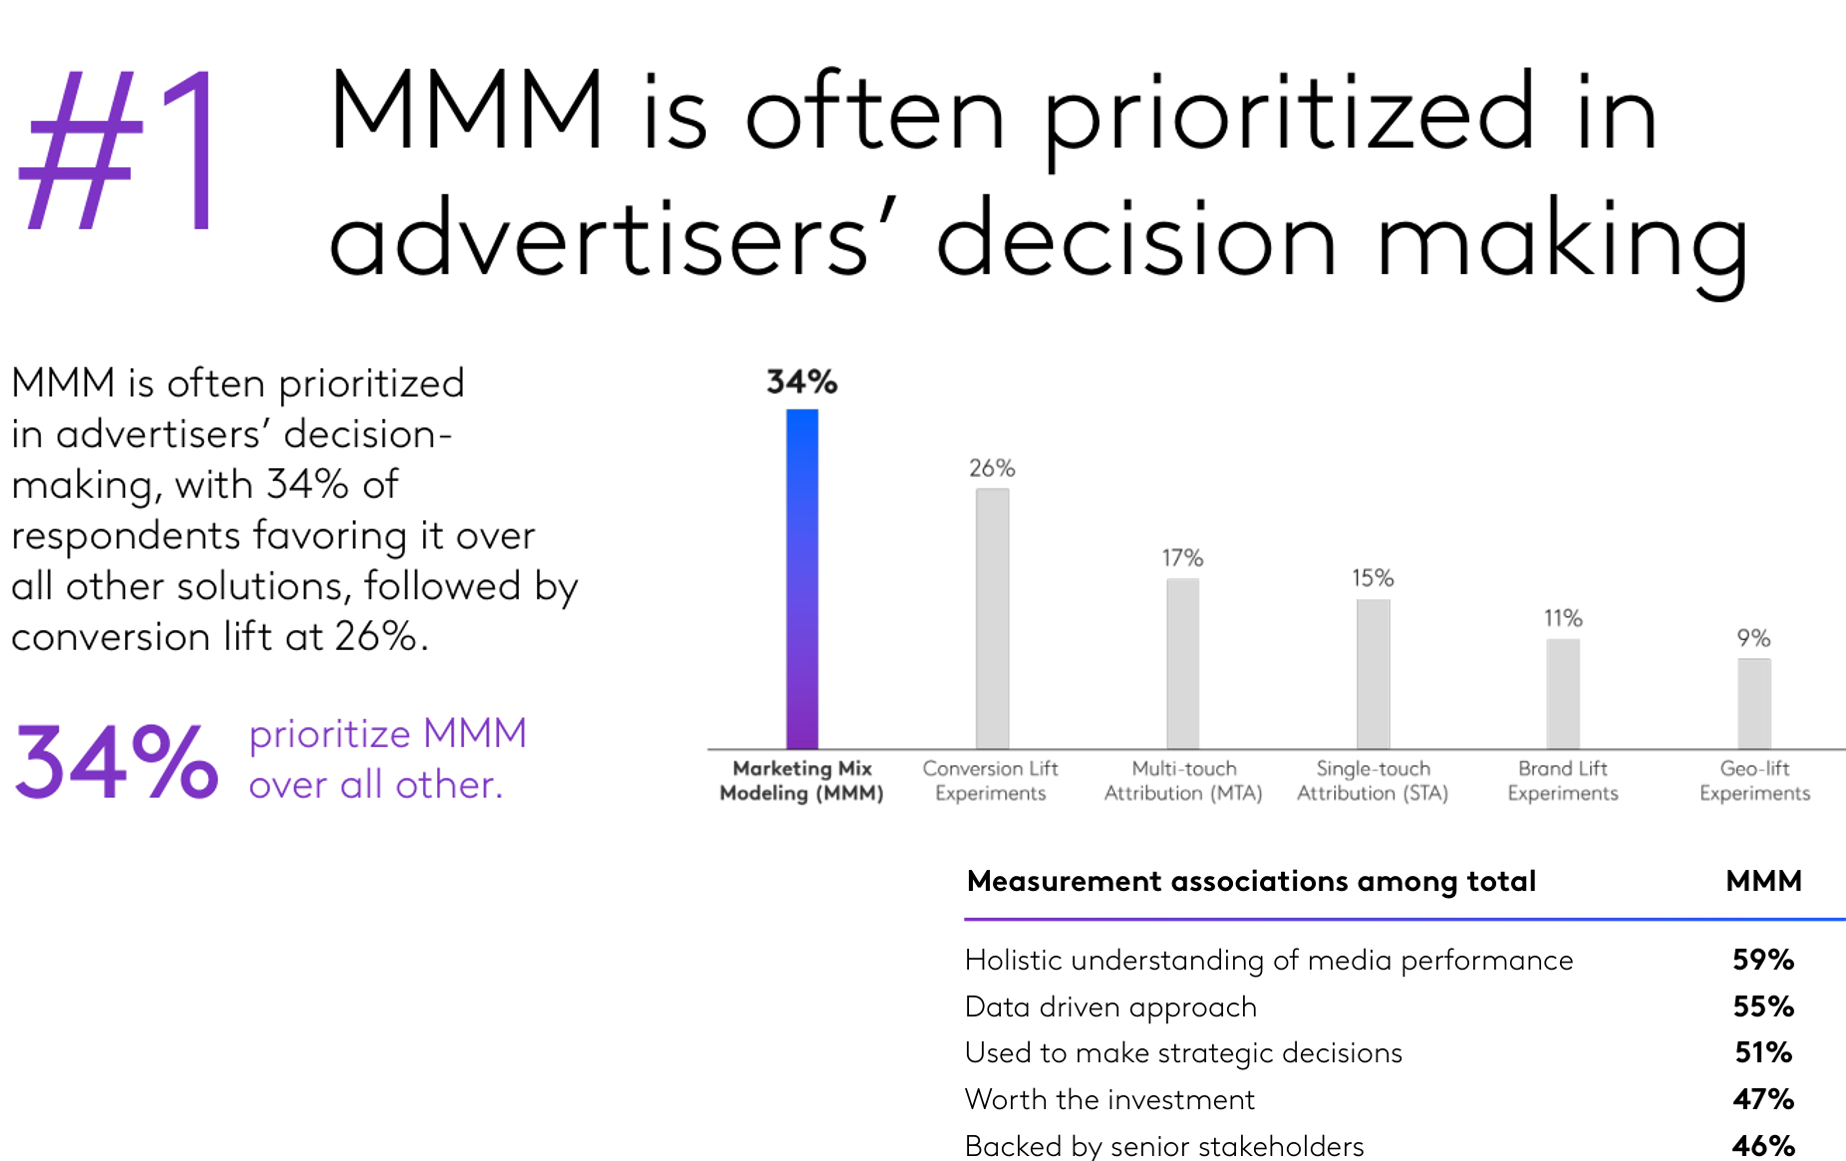 #1
MMM is often prioritized in
advertisers’ decision making
MMM is often prioritized
in advertisers’ decision-
making, with 34% of
respondents favoring it over
all other solutions, followed by
conversion lift at 26%.
34%
prioritize MMM
over all other.
34%
26%
17%
15%
11%
9%
Marketing Mix
Modeling (MMM)
Conversion Lift
Experiments
Multi-touch
Attribution (MTA)
Single-touch
Attribution (STA)
Brand Lift
Experiments
Geo-lift
Experiments
Measurement associations among total MMM
Holistic understanding of media performance 59%
Data driven approach 55%
Used to make strategic decisions 51%
Worth the investment 47%
Backed by senior stakeholders 46%